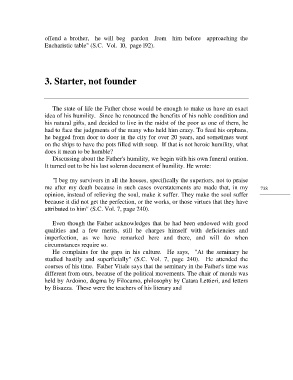 offend a brother, he will beg pardon from him before approaching the
Eucharistic table" (S.C. Vol. 10, page 192).
3. Starter, not founder
The state of life the Father chose would be enough to make us have an exact
idea of his humility. Since he renounced the benefits of his noble condition and
his natural gifts, and decided to live in the midst of the poor as one of them, he
had to face the judgments of the many who held him crazy. To feed his orphans,
he begged from door to door in the city for over 20 years, and sometimes went
on the ships to have the pots filled with soup. If that is not heroic humility, what
does it mean to be humble?
Discussing about the Father's humility, we begin with his own funeral oration.
It turned out to be his last solemn document of humility. He wrote:
"I beg my survivors in all the houses, specifically the superiors, not to praise
me after my death because in such cases overstatements are made that, in my
opinion, instead of relieving the soul, make it suffer. They make the soul suffer
because it did not get the perfection, or the works, or those virtues that they have
attributed to him" (S.C. Vol. 7, page 240).
Even though the Father acknowledges that he had been endowed with good
qualities and a few merits, still he charges himself with deficiencies and
imperfection, as we have remarked here and there, and will do when
circumstances require so.
He complains for the gaps in his culture. He says, "At the seminary he
studied hastily and superficially" (S.C. Vol. 7, page 240). He attended the
courses of his time. Father Vitale says that the seminary in the Father's time was
different from ours, because of the political movements. The chair of morals was
held by Ardoino, dogma by Filocamo, philosophy by Catara Lettieri, and letters
by Bisazza. These were the teachers of his literary and